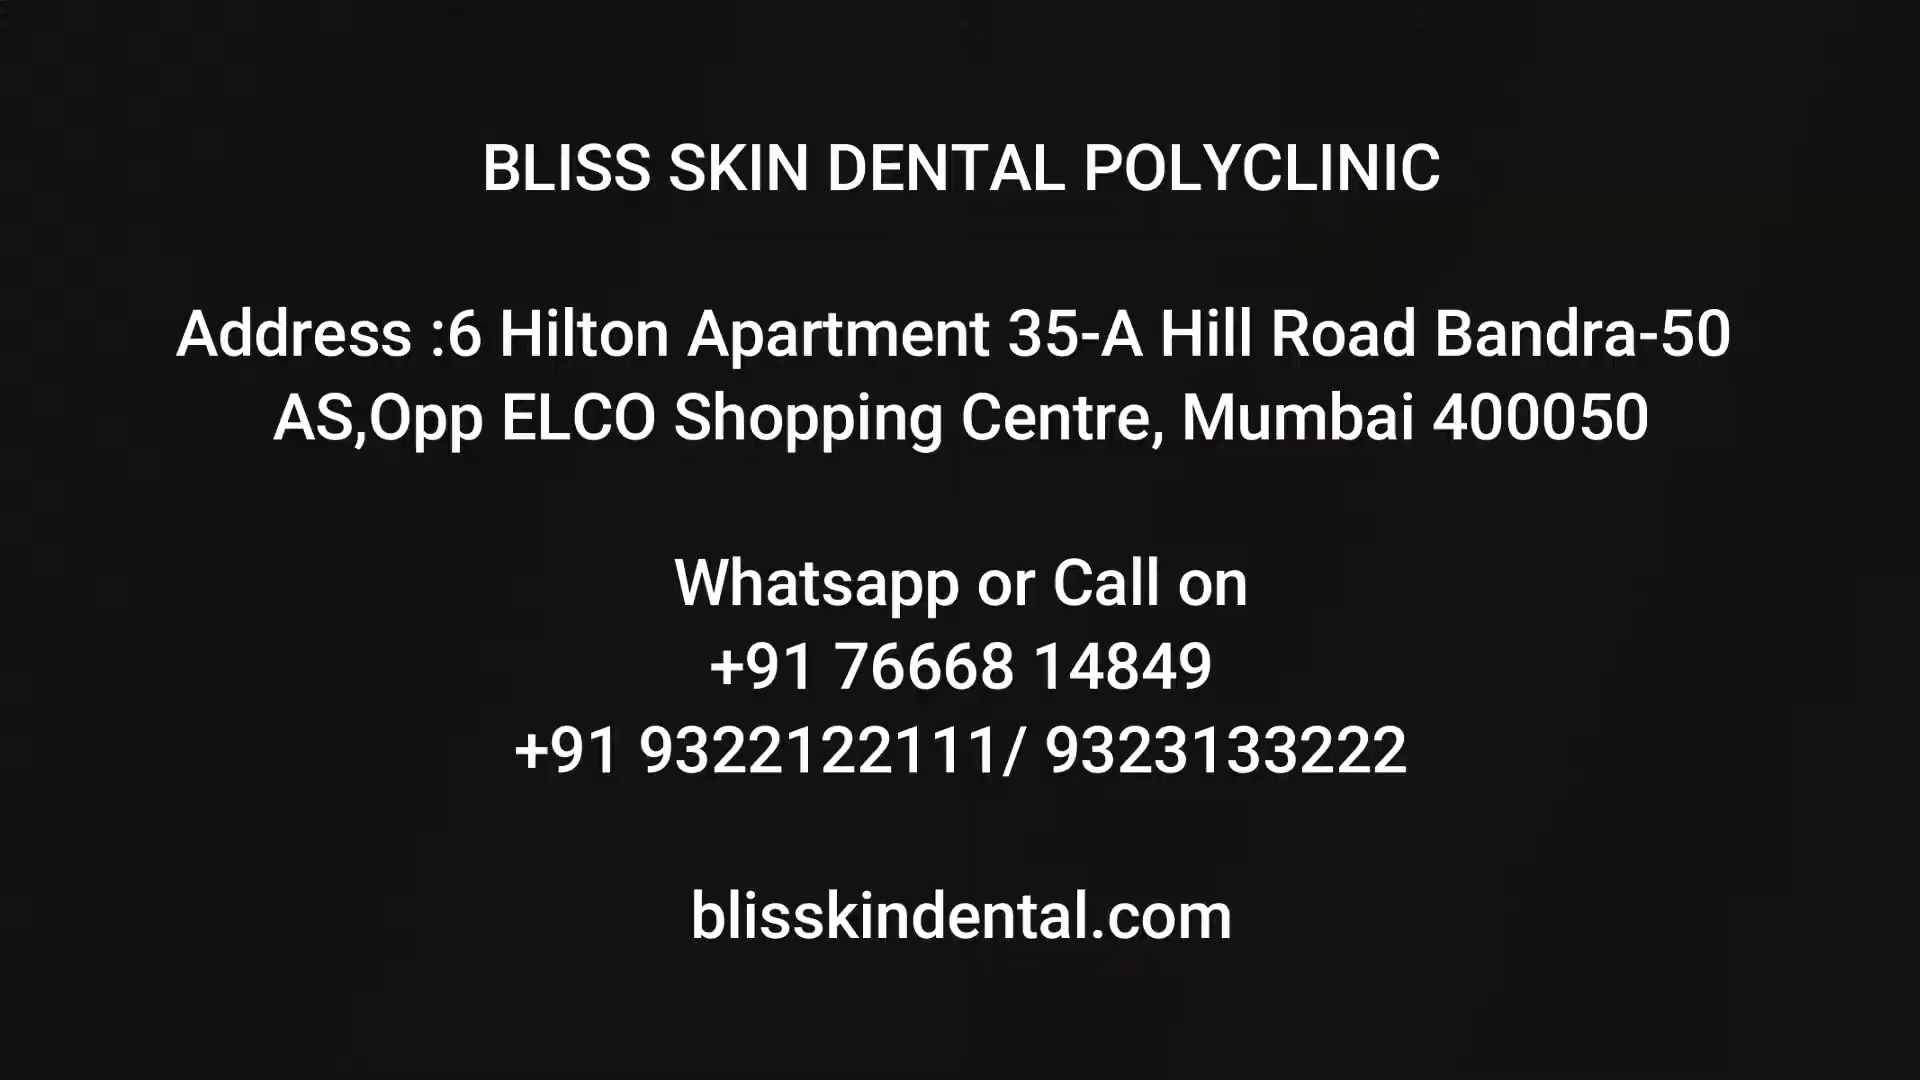 BLISS SKIN DENTAL POLYCLINIC
Address :6 Hilton Apartment 35-A Hill Road Bandra-50
AS,Opp ELCO Shopping Centre, Mumbai 400050
Whatsapp or Call on
+91 76668 14849
+91 9322122111/ 9323133222
blisskindental.com